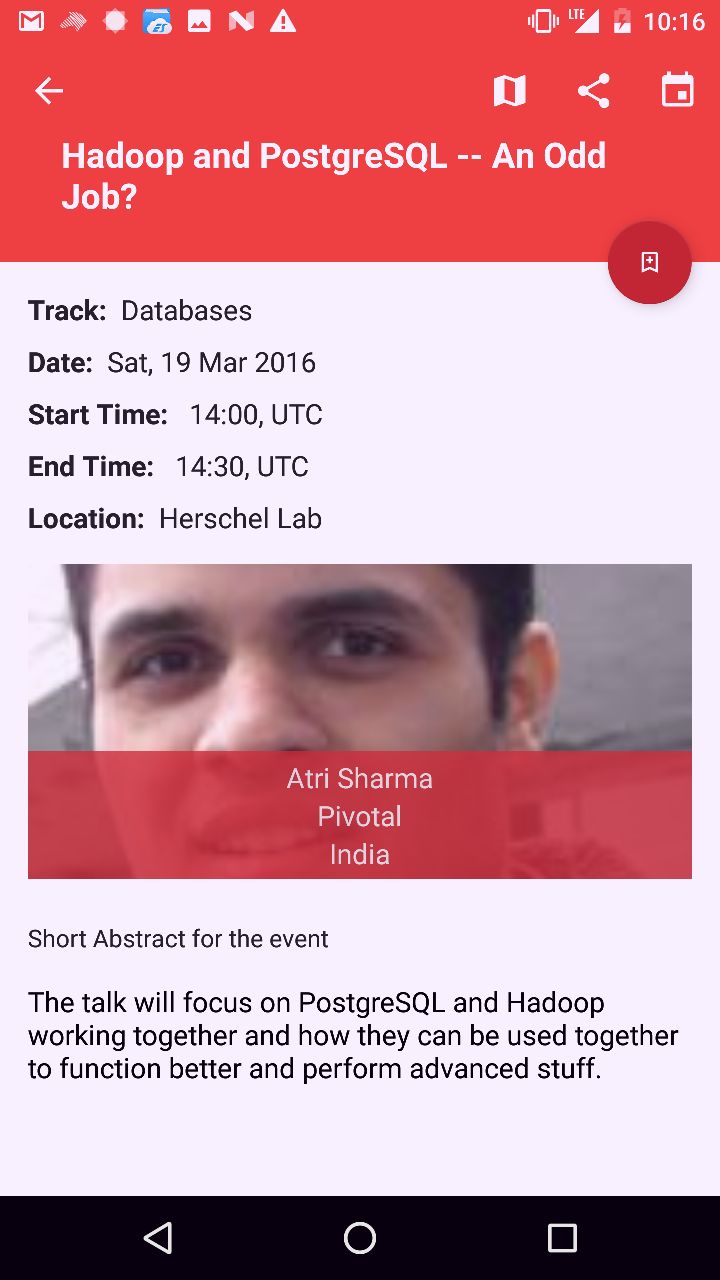 LTE 10:16
Hadoop and PostgreSQL -- An Odd
Job?
Track: Databases
Date: Sat, 19 Mar 2016
Start Time: 14:00, UTC
End Time: 14:30, UTC
Location: Herschel Lab
Atri Sharma
Pivotal
India
Short Abstract for the event
The talk will focus on PostgreSQL and Hadoop
working together and how they can be used together
to function better and perform advanced stuff.